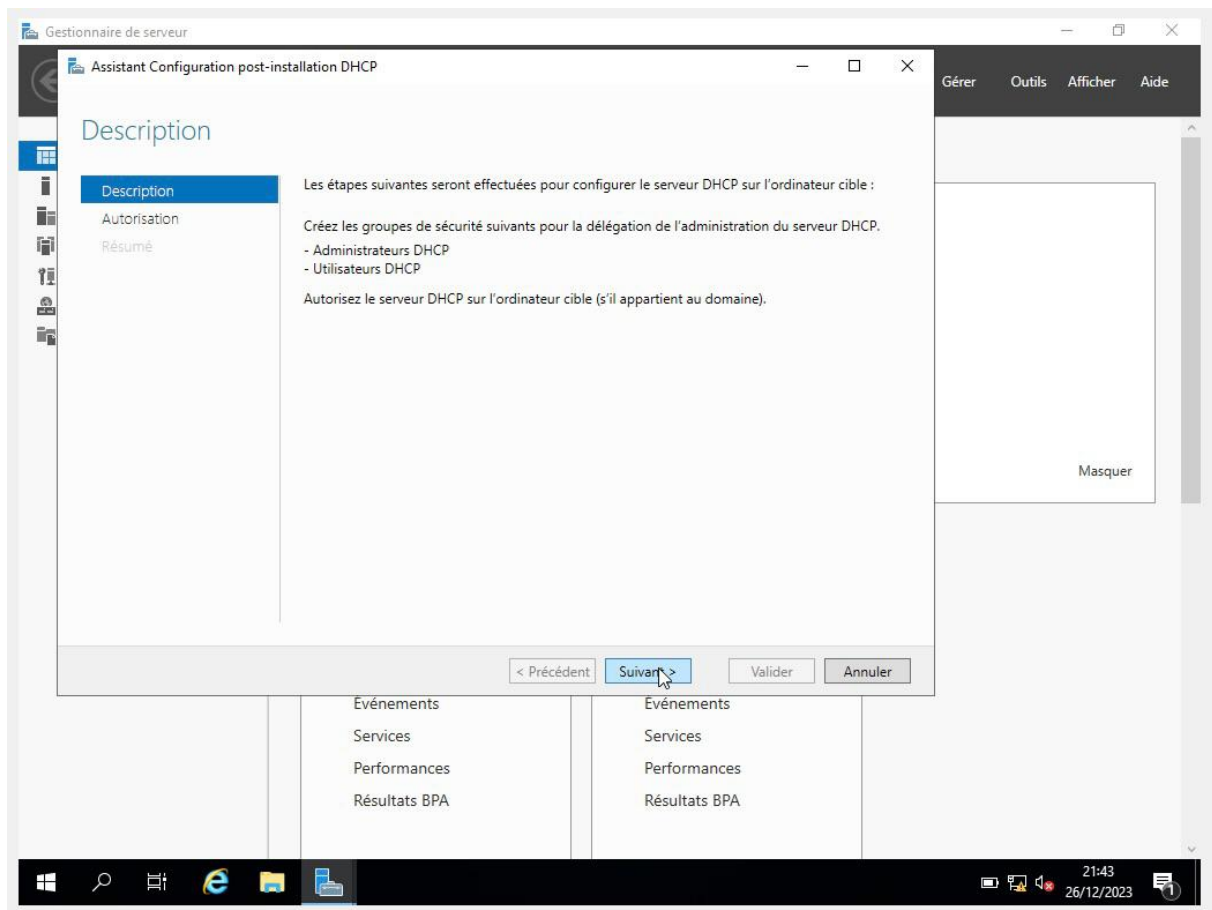 Gestionnaire de serveur
Assistant Configuration post-installation DHCP
Gérer Outils Afficher Aide
Description
Description
Autorisation
Résumé
Les étapes suivantes seront effectuées pour configurer le serveur DHCP sur l'ordinateur cible :
Créez les groupes de sécurité suivants pour la délégation de l'administration du serveur DHCP.
- Administrateurs DHCP
- Utilisateurs DHCP
Autorisez le serveur DHCP sur l'ordinateur cible (s'il appartient au domaine).
Masquer
< Précédent Suivant > Valider Annuler
Événements Événements
Services Services
Performances Performances
Résultats BPA Résultats BPA
21:43
26/12/2023
1